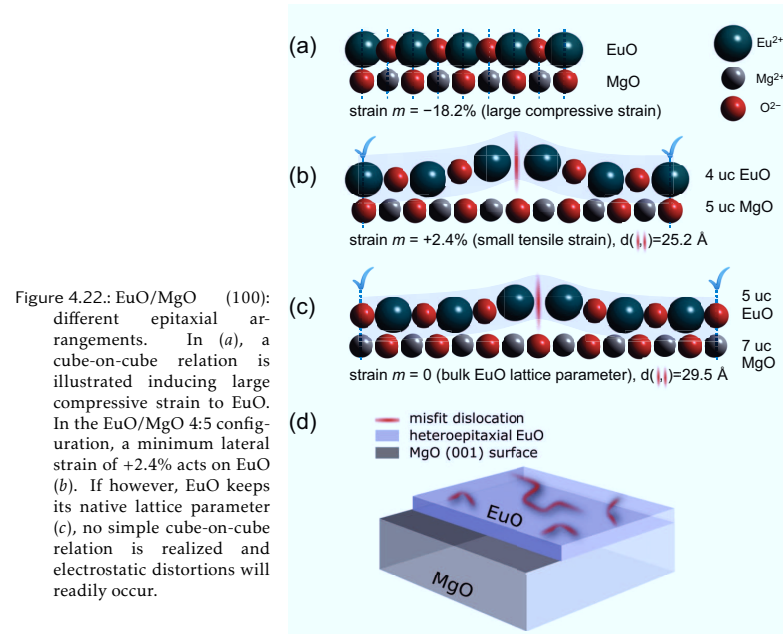 (a)
EuO
MgO
strain m = −18.2% (large compressive strain)
Eu2+
Mg2+
O2−
(b)
4 uc EuO
5 uc MgO
strain m = +2.4% (small tensile strain), d( , )=25.2 Å
(c)
5 uc
EuO
7 uc
MgO
strain m = 0 (bulk EuO lattice parameter), d( , )=29.5 Å
(d)
misfit dislocation
heteroepitaxial EuO
MgO (001) surface
EuO
MgO
Figure 4.22.: EuO/MgO (100):
different epitaxial ar-
rangements. In (a), a
cube-on-cube relation is
illustrated inducing large
compressive strain to EuO.
In the EuO/MgO 4:5 config-
uration, a minimum lateral
strain of +2.4% acts on EuO
(b). If however, EuO keeps
its native lattice parameter
(c), no simple cube-on-cube
relation is realized and
electrostatic distortions will
readily occur.